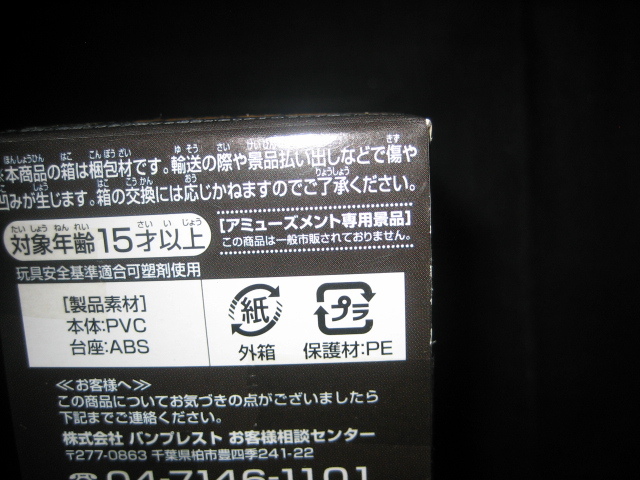 ※本商品の箱は梱包材です。輸送の際や景品払い出しなどで傷や
凹みが生じます。箱の交換には応じかねますのでご了承ください。
対象年齢 15才以上
[アミューズメント専用景品]
この商品は一般市販されておりません。
玩具安全基準適合可塑剤使用
[製品素材]
本体:PVC
台座:ABS
紙
外箱
プラ
保護材:PE
≪お客様へ≫
この商品についてお気づきの点がございましたら
下記までご連絡ください。
株式会社 バンプレスト お客様相談センター
〒277-0863 千葉県柏市豊四季241-22
☎04-7146-1101